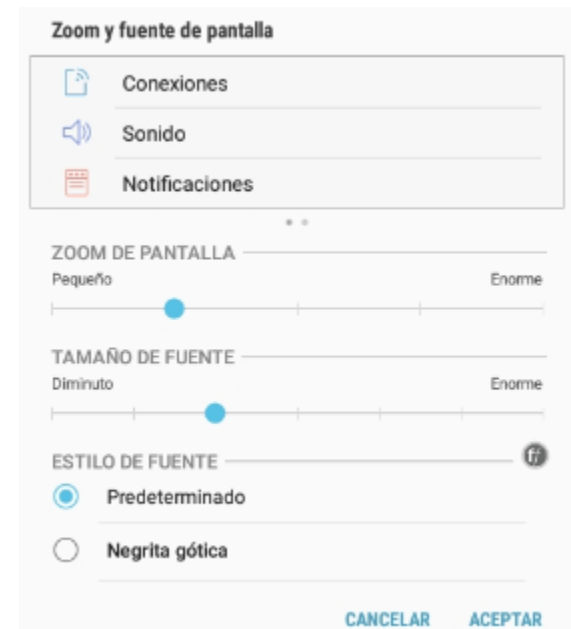 Zoom y fuente de pantalla
Conexiones
Sonido
Notificaciones
ZOOM DE PANTALLA
Pequeño Enorme
TAMAÑO DE FUENTE
Diminuto Enorme
ESTILO DE FUENTE
Predeterminado
Negrita gótica
CANCELAR ACEPTAR